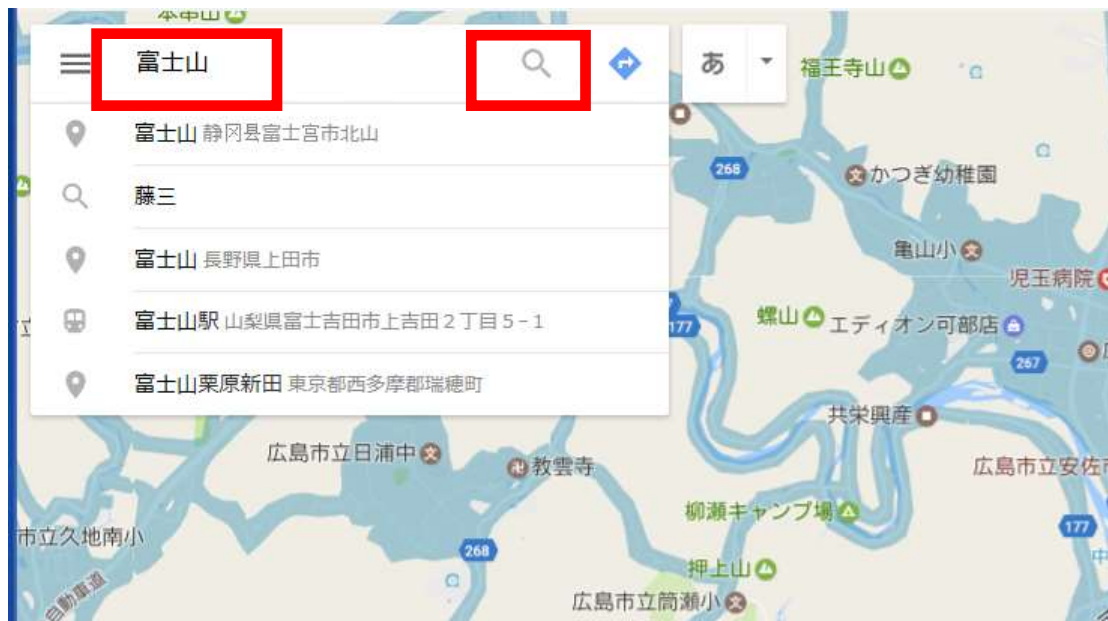 富士山
あ
富士山 静冈县富士宮市北山
藤三
富士山 長野県上田市
富士山駅 山梨県富士吉田市上吉田2丁目5-1
富士山栗原新田 東京都西多摩郡瑞穂町
福王寺山
268
かつぎ幼稚園
亀山小
児玉病院
177
螺山
エディオン可部店
267
共栄興産
広島市立日浦中
教雲寺
広島市立安佐
柳瀬キャンプ場
177
市立久地南小
268
中
押上山
自動車道
広島市立筒瀬小